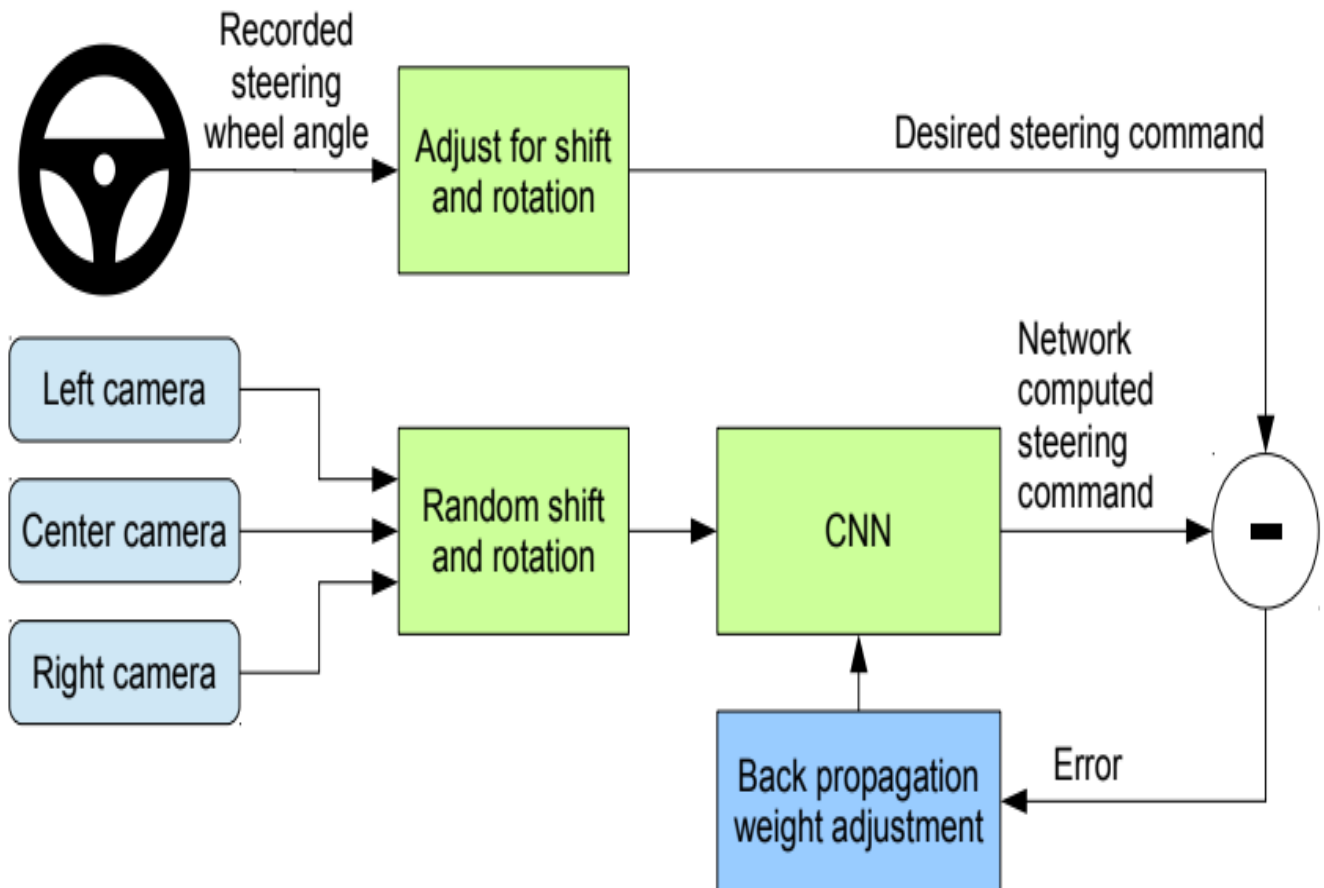 Recorded
steering
wheel angle
Adjust for shift
and rotation
Desired steering command
Left camera
Center camera
Right camera
Random shift
and rotation
CNN
Network
computed
steering
command
-
Back propagation
weight adjustment
Error